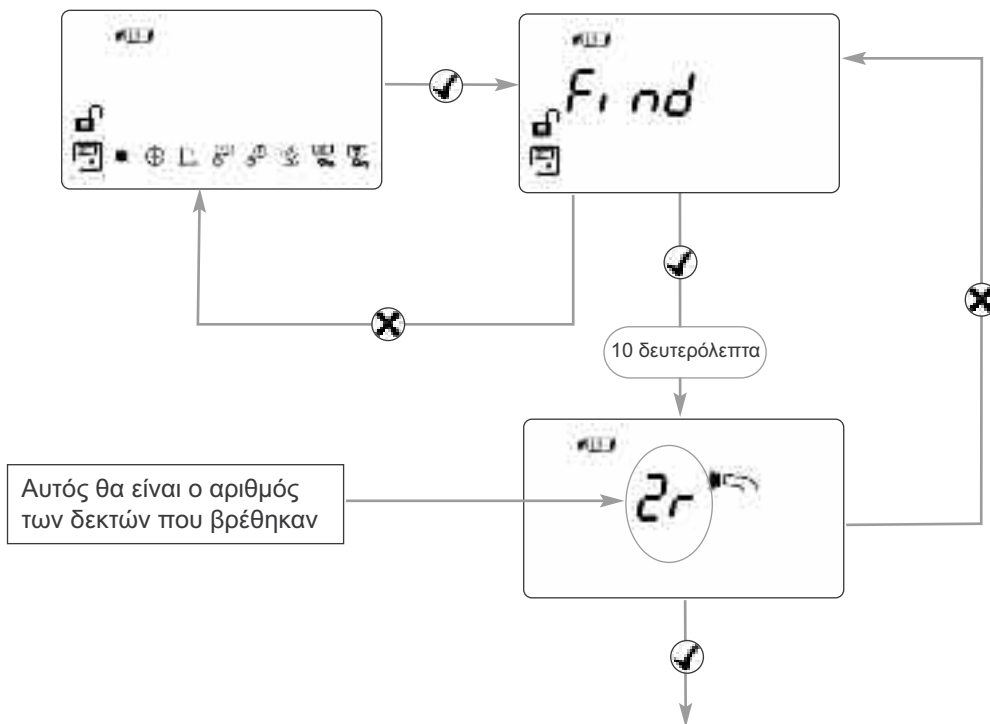 Find
10 δευτερόλεπτα
2r
Αυτός θα είναι ο αριθμός
των δεκτών που βρέθηκαν